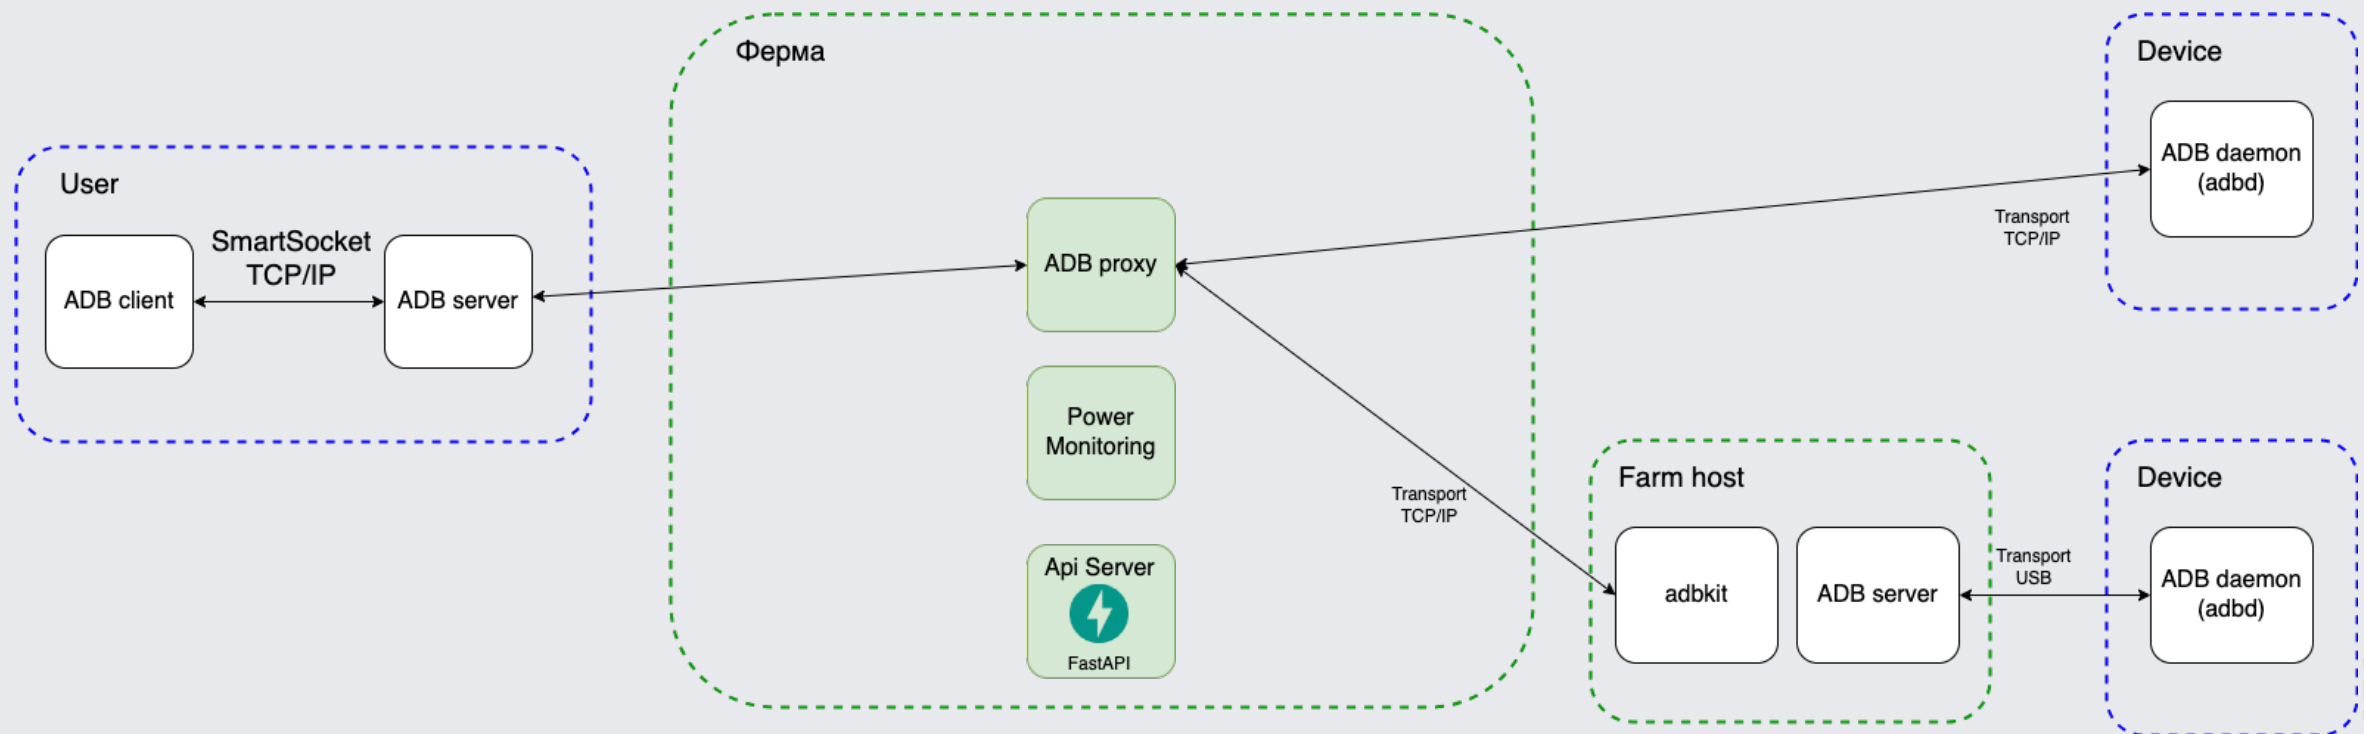 User
ADB client
SmartSocket
TCP/IP
ADB server
Ферма
ADB proxy
Power
Monitoring
Api Server
FastAPI
Transport
TCP/IP
Device
ADB daemon
(adbd)
Transport
TCP/IP
Farm host
adbkit
ADB server
Transport
USB
Device
ADB daemon
(adbd)